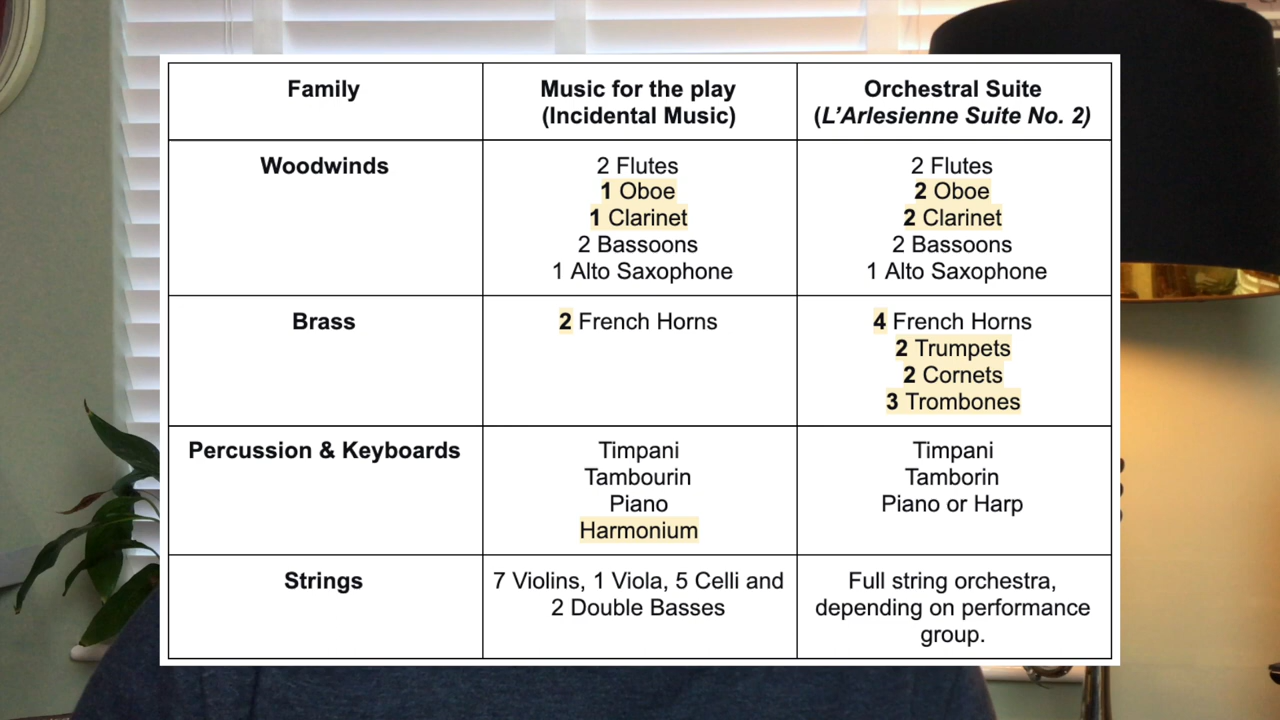 Family
Music for the play
(Incidental Music)
Orchestral Suite
(L'Arlesienne Suite No. 2)
Woodwinds
2 Flutes
1 Oboe
1 Clarinet
2 Bassoons
1 Alto Saxophone
2 Flutes
2 Oboe
2 Clarinet
2 Bassoons
1 Alto Saxophone
Brass
2 French Horns
4 French Horns
2 Trumpets
2 Cornets
3 Trombones
Percussion & Keyboards
Timpani
Tambourin
Piano
Harmonium
Timpani
Tamborin
Piano or Harp
Strings
7 Violins, 1 Viola, 5 Celli and
2 Double Basses
Full string orchestra,
depending on performance
group.